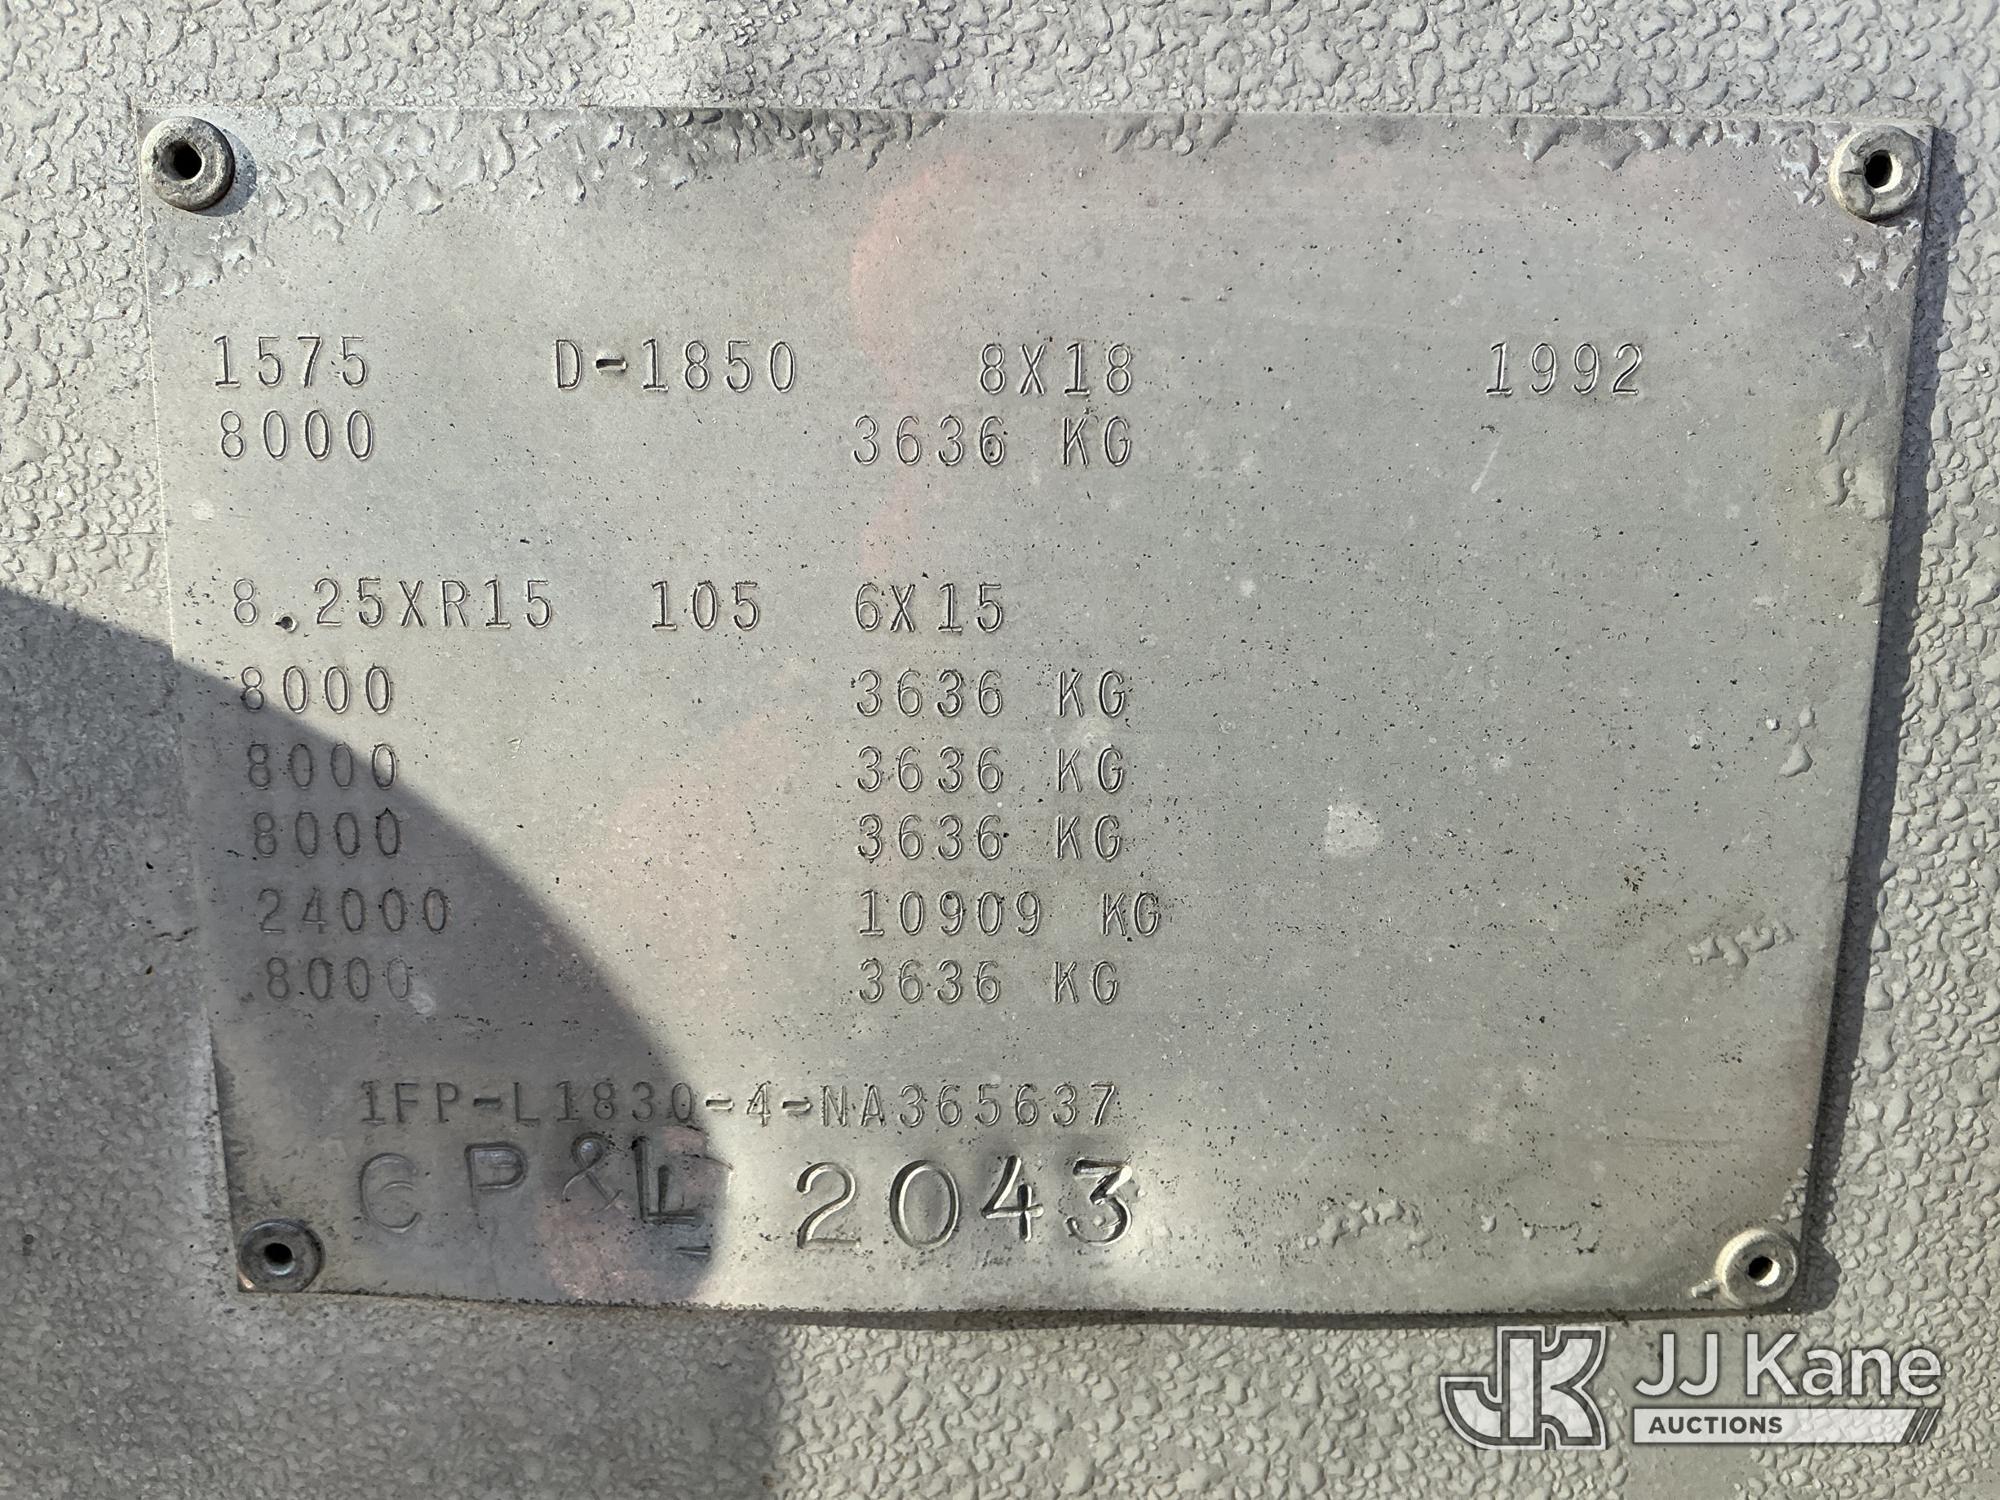 1575 D-1850 8X18 1992
8000 3636 KG
8.25XR15 105 6X15
8000 3636 KG
8000 3636 KG
8000 3636 KG
24000 10909 KG
8000 3636 KG
1FP-L1830-4-NA365637
CP&L 2043
JK JJ Kane
AUCTIONS